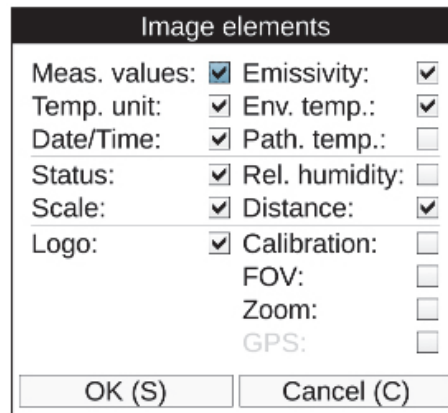 Image elements
Meas. values: Emissivity:
Temp. unit: Env. temp.:
Date/Time: Path. temp.:
Status: Rel. humidity:
Scale: Distance:
Logo: Calibration:
FOV:
Zoom:
GPS:
OK (S) Cancel (C)